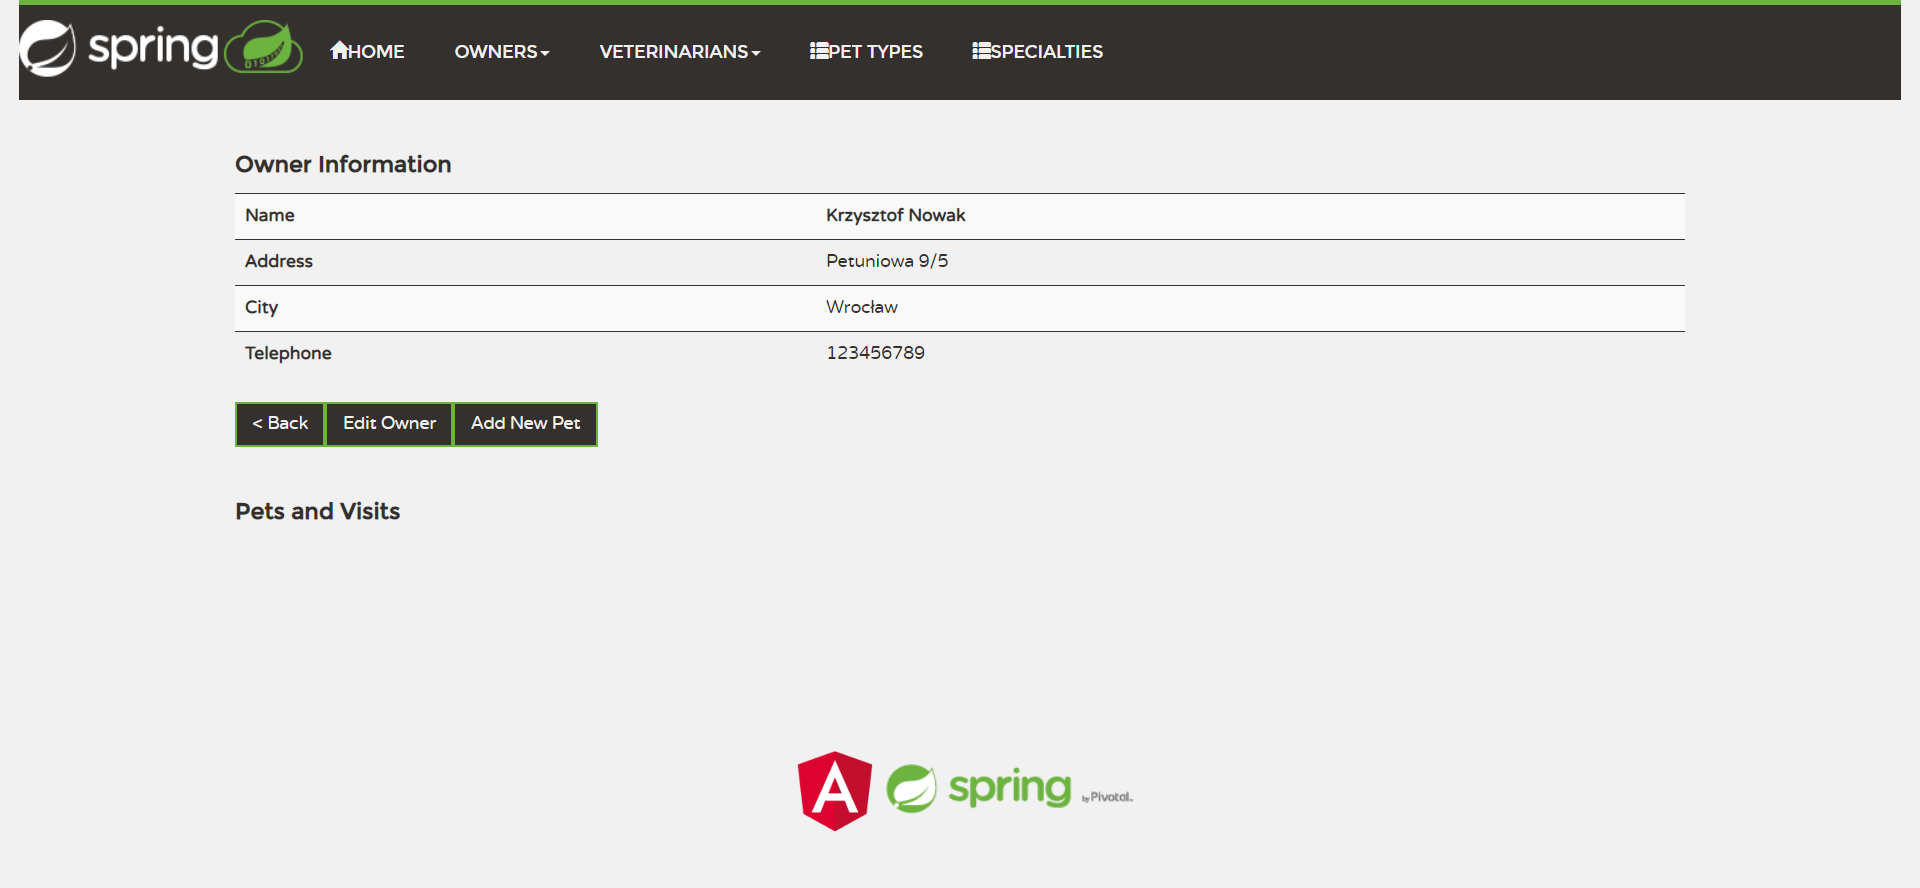 spring HOME OWNERS VETERINARIANS PET TYPES SPECIALTIES
Owner Information
Name Krzysztof Nowak
Address Petuniowa 9/5
City Wrocław
Telephone 123456789
< Back Edit Owner Add New Pet
Pets and Visits
A spring by Pivotal.